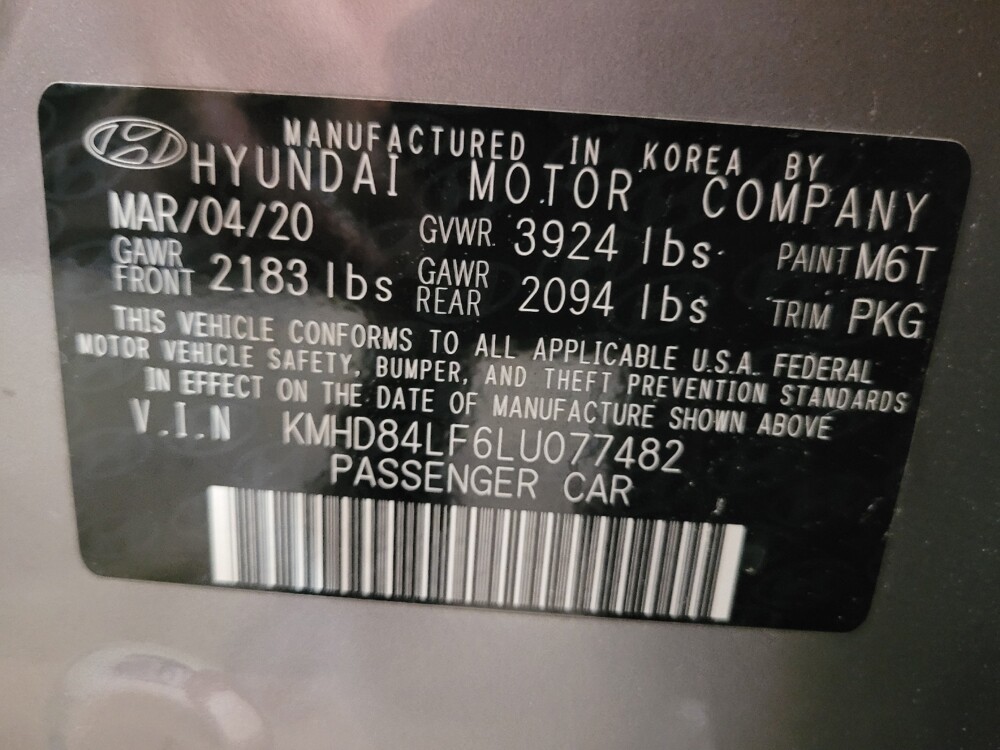 MANUFACTURED IN KOREA BY
HYUNDAI MOTOR COMPANY
MAR/04/20 GVWR 3924 lbs PAINT M6T
GAWR FRONT 2183 lbs GAWR REAR 2094 lbs TRIM PKG
THIS VEHICLE CONFORMS TO ALL APPLICABLE U.S.A. FEDERAL
MOTOR VEHICLE SAFETY, BUMPER, AND THEFT PREVENTION STANDARDS
IN EFFECT ON THE DATE OF MANUFACTURE SHOWN ABOVE
V.I.N KMHD84LF6LU077482
PASSENGER CAR